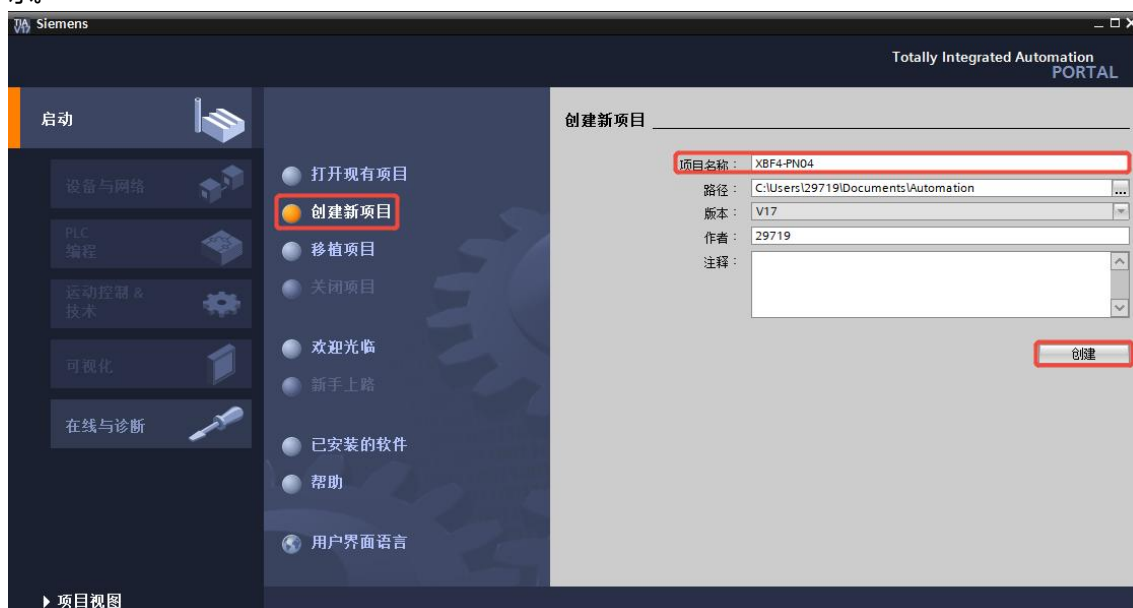 Siemens
Totally Integrated Automation
PORTAL
启动
设备与网络
PLC
编程
运动控制 &
技术
可视化
在线与诊断
项目视图
打开现有项目
创建新项目
移植项目
关闭项目
欢迎光临
新手上路
已安装的软件
帮助
用户界面语言
创建新项目
项目名称： XBF4-PN04
路径： C:\Users\29719\Documents\Automation ...
版本： V17
作者： 29719
注释：
创建